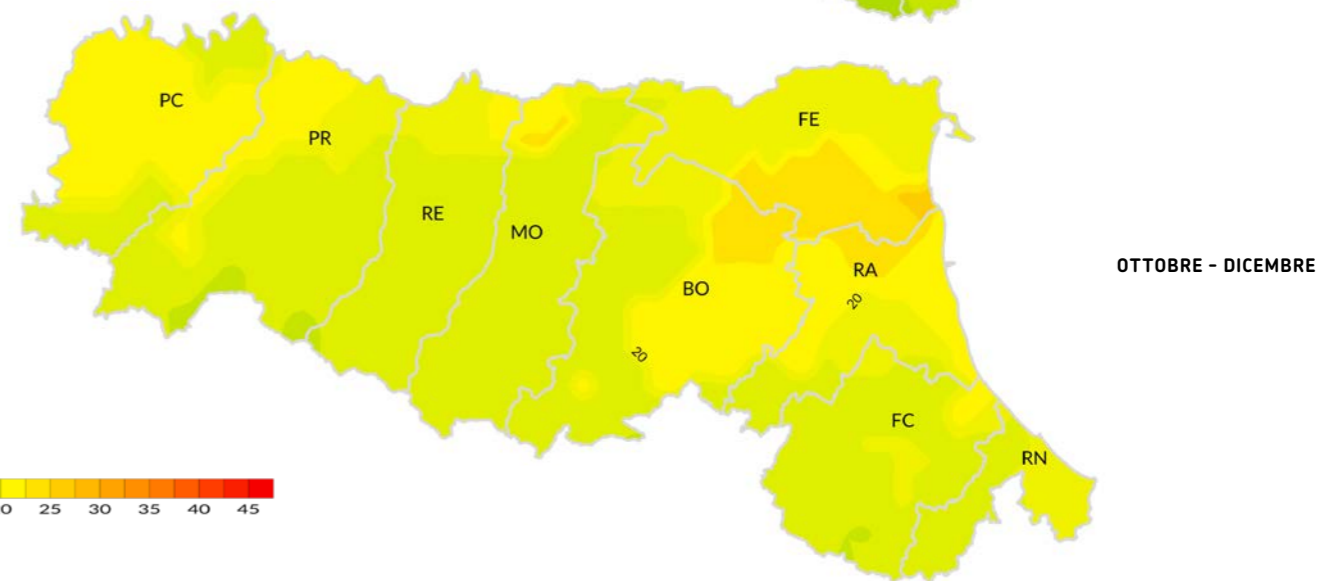 PC
PR
FE
RE
MO
BO
RA
20
20
FC
RN
OTTOBRE - DICEMBRE
0 25 30 35 40 45